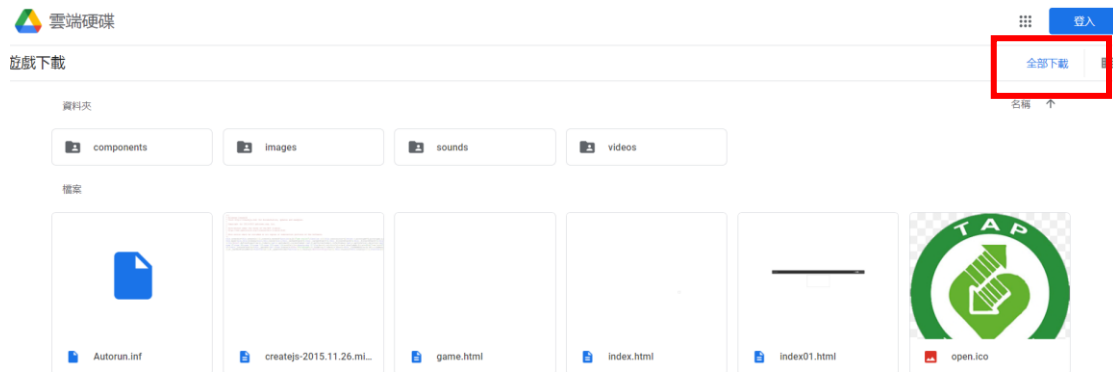 雲端硬碟
登入
遊戲下載
全部下載
資料夾
名稱
components
images
sounds
videos
檔案
TAP
Autorun.inf
createjs-2015.11.26.mi...
game.html
index.html
index01.html
open.ico